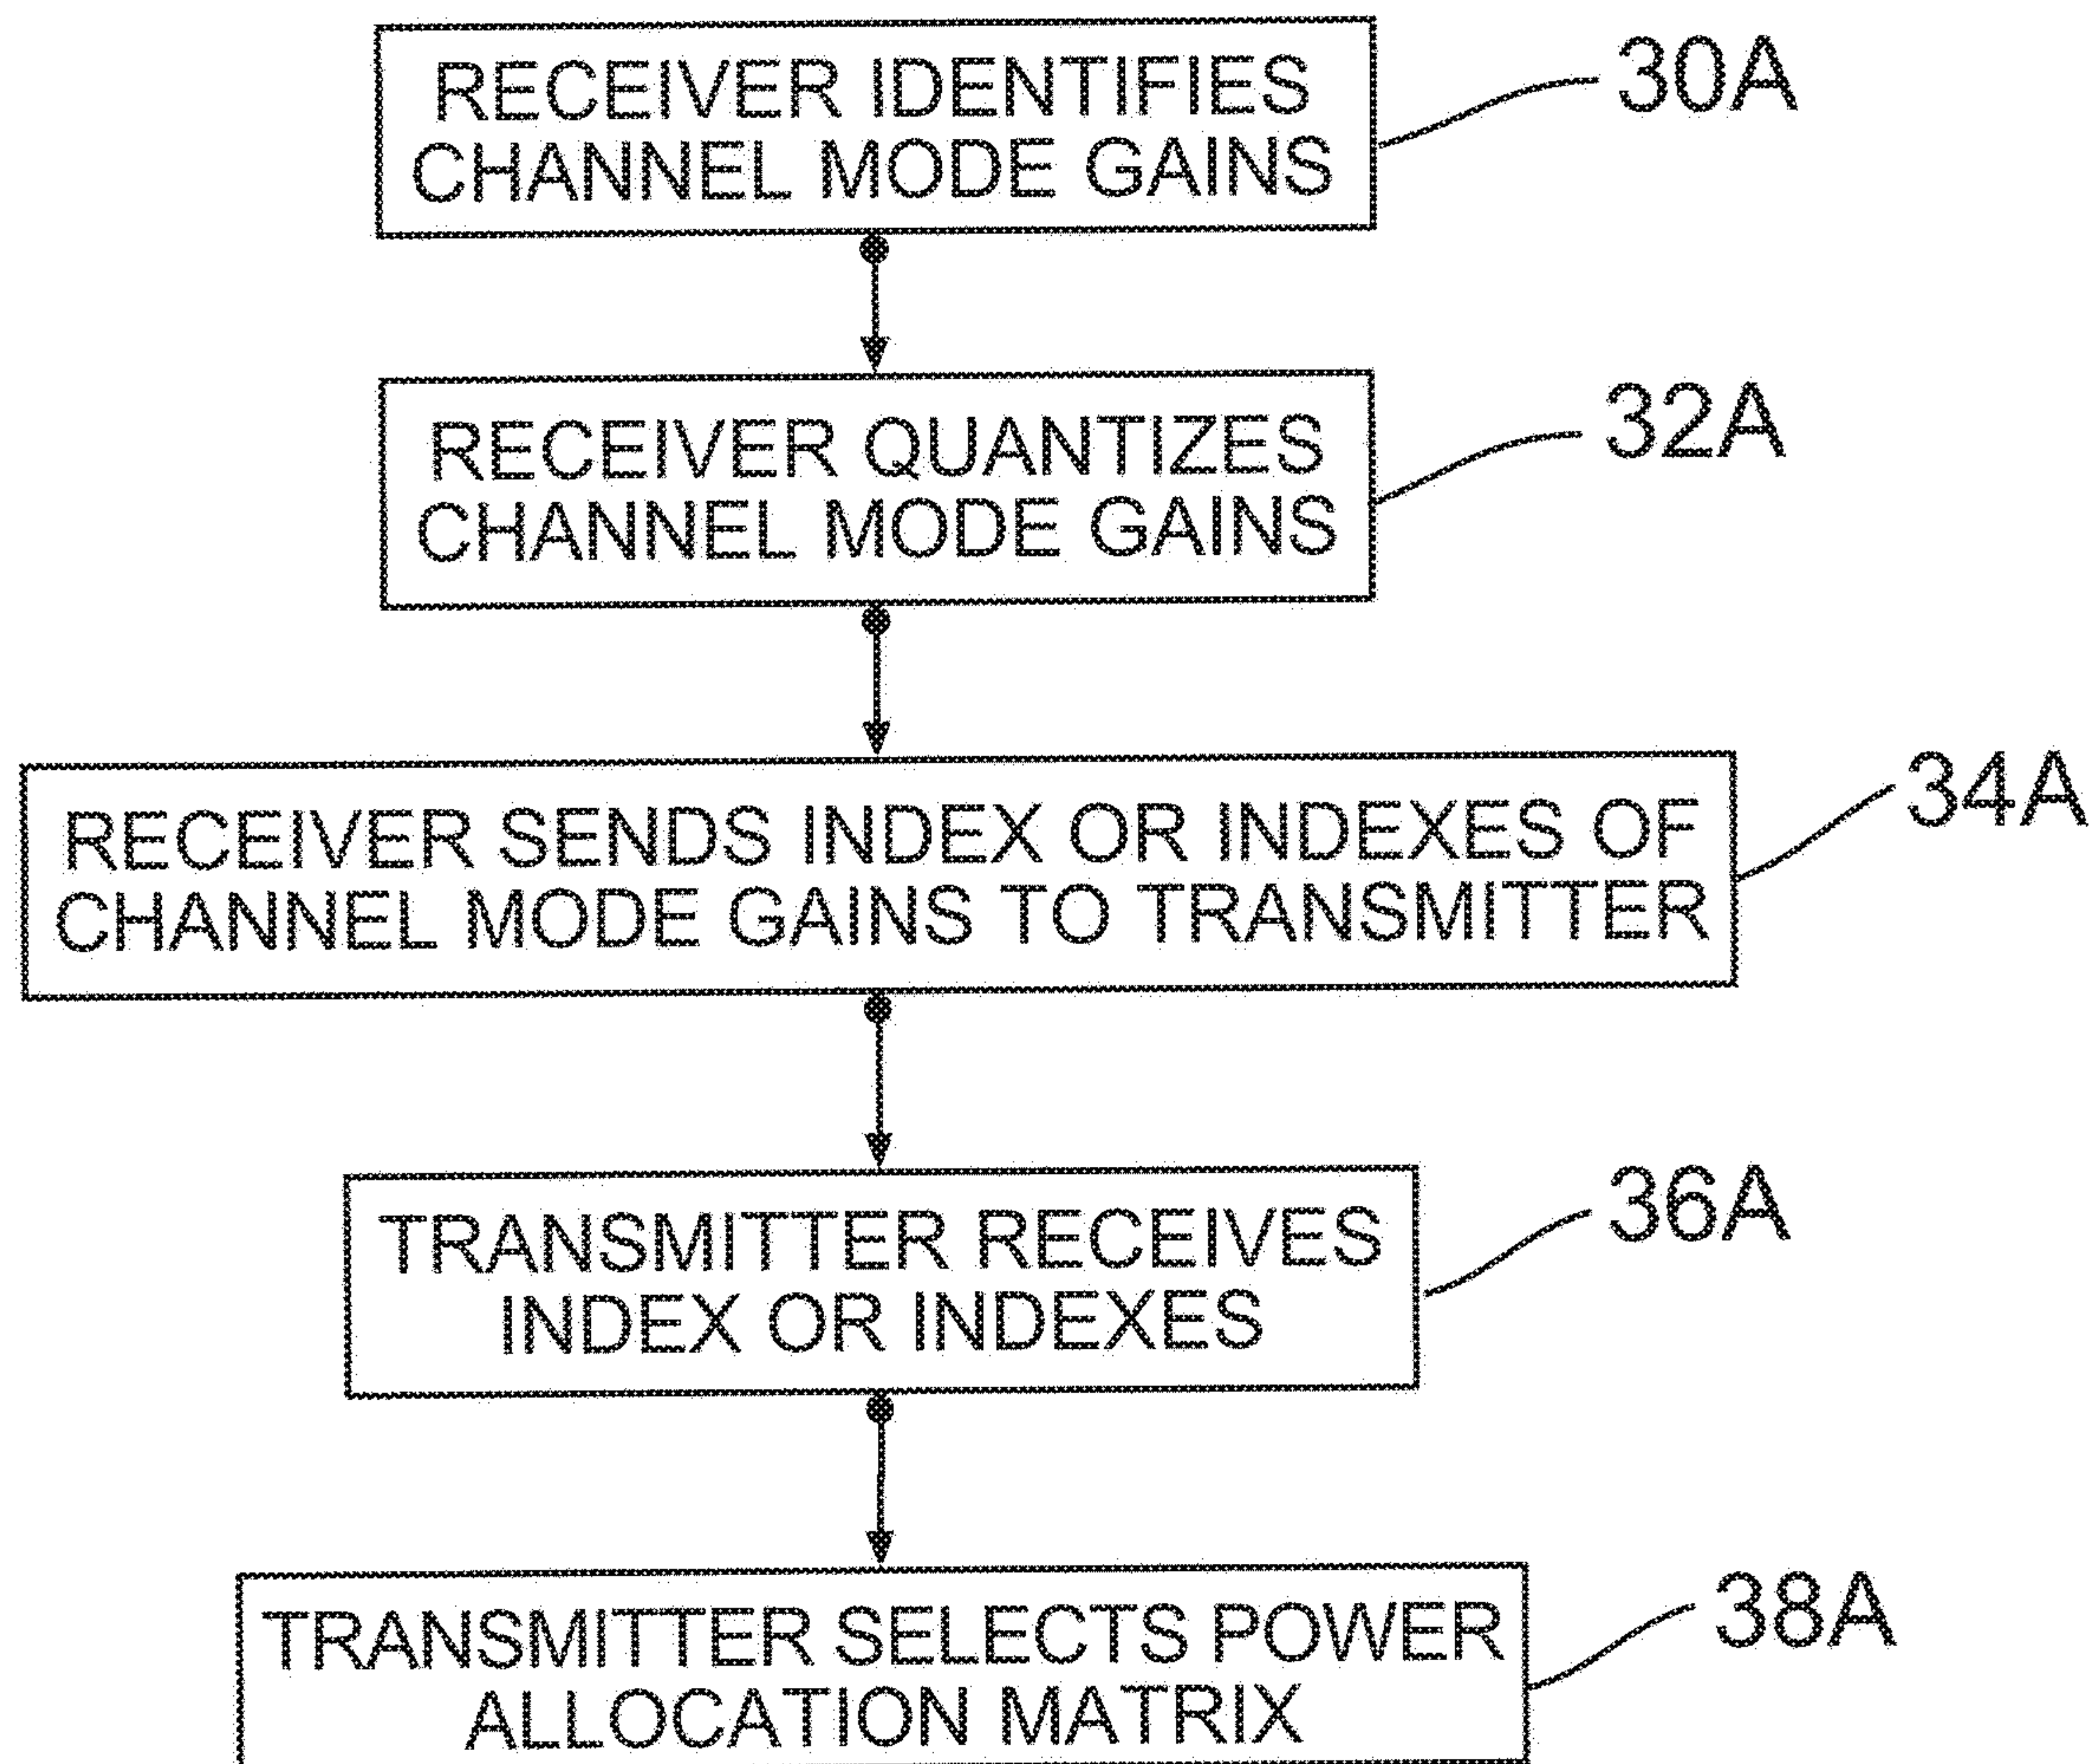 RECEIVER IDENTIFIES
CHANNEL MODE GAINS
30A
RECEIVER QUANTIZES
CHANNEL MODE GAINS
32A
RECEIVER SENDS INDEX OR INDEXES OF
CHANNEL MODE GAINS TO TRANSMITTER
34A
TRANSMITTER RECEIVES
INDEX OR INDEXES
36A
TRANSMITTER SELECTS POWER
ALLOCATION MATRIX
38A